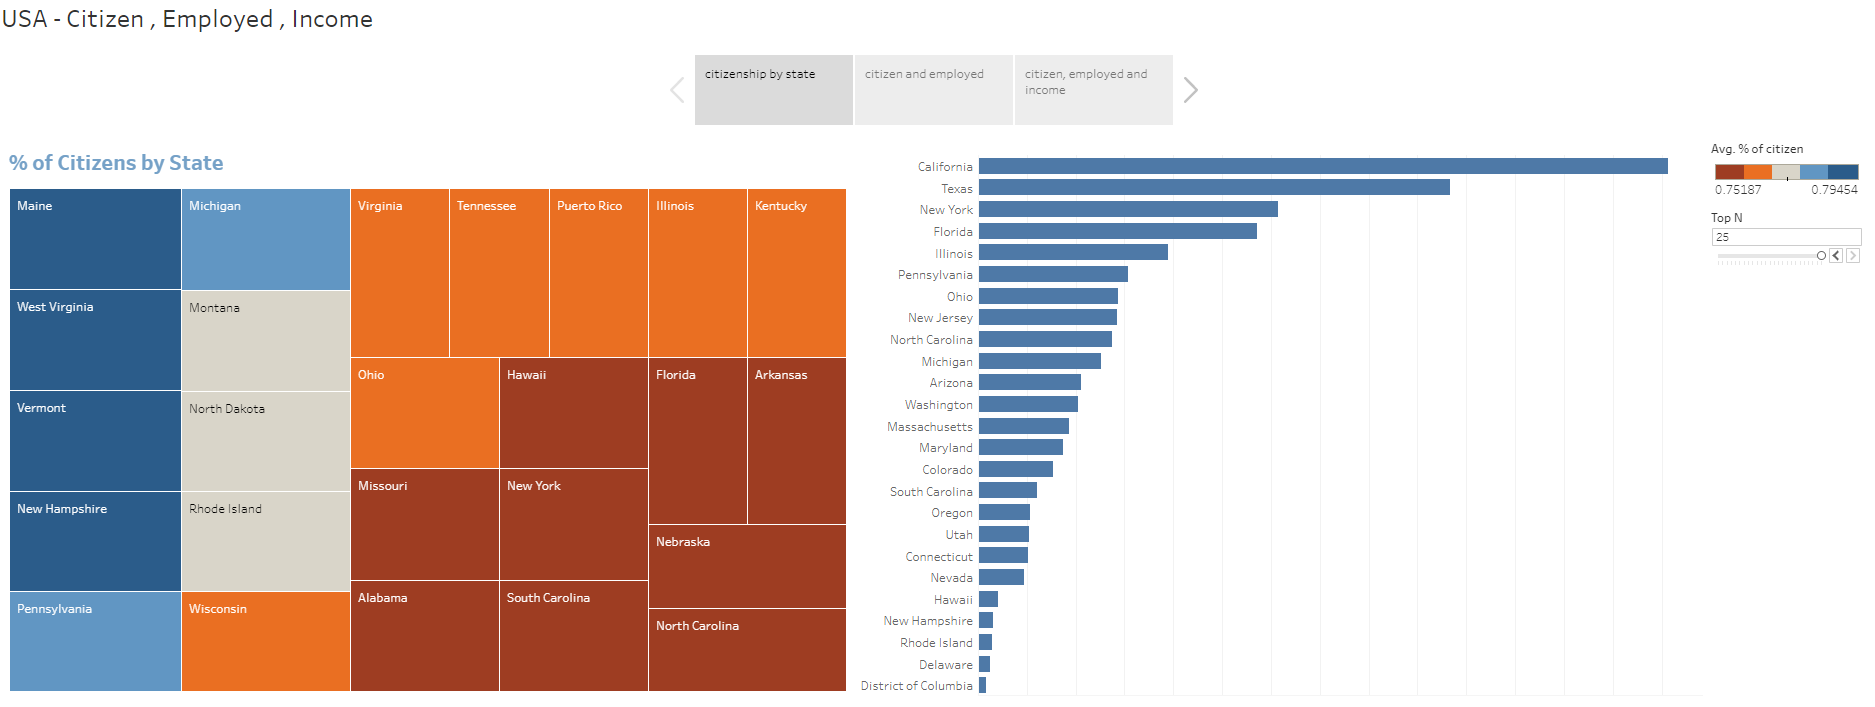 USA - Citizen , Employed , Income
citizenship by state
citizen and employed
citizen, employed and
income
% of Citizens by State
Maine
Michigan
Virginia
Tennessee
Puerto Rico
Illinois
Kentucky
West Virginia
Montana
Ohio
Hawaii
Florida
Arkansas
Vermont
North Dakota
Missouri
New York
New Hampshire
Rhode Island
Nebraska
Pennsylvania
Wisconsin
Alabama
South Carolina
North Carolina
California
Texas
New York
Florida
Illinois
Pennsylvania
Ohio
New Jersey
North Carolina
Michigan
Arizona
Washington
Massachusetts
Maryland
Colorado
South Carolina
Oregon
Utah
Connecticut
Nevada
Hawaii
New Hampshire
Rhode Island
Delaware
District of Columbia
Avg. % of citizen
0.75187 0.79454
Top N
25